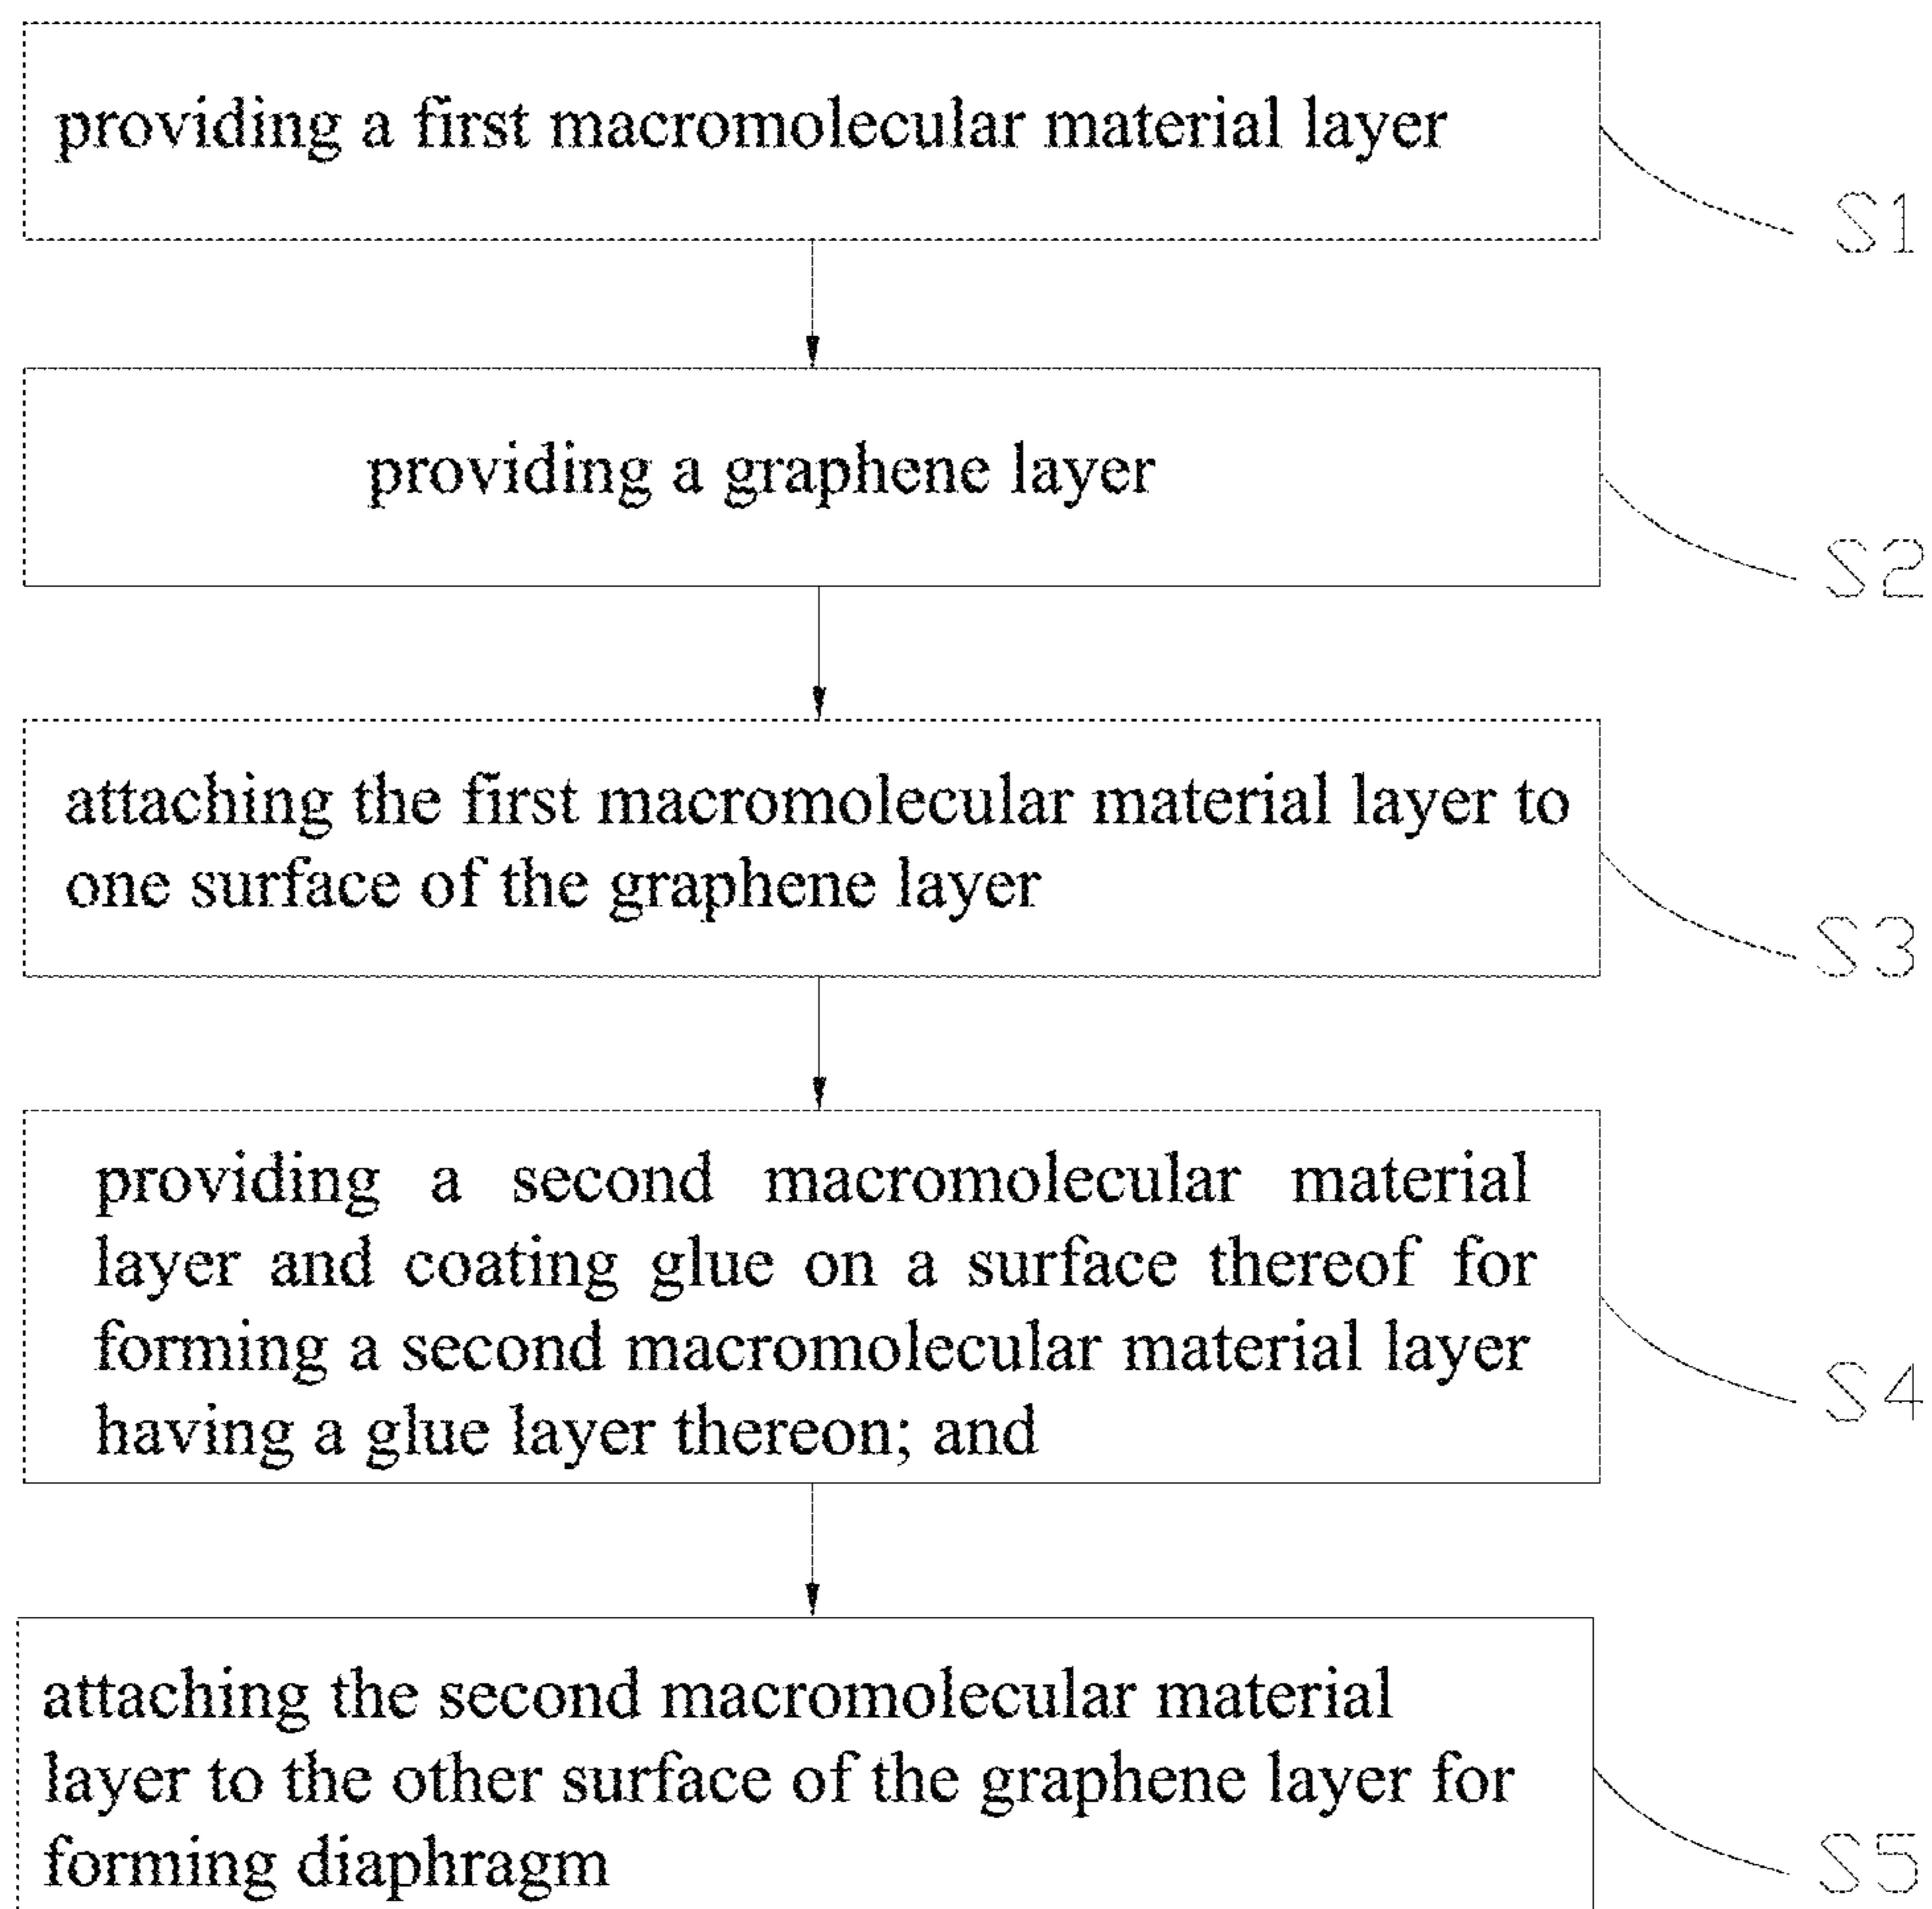 providing a first macromolecular material layer
S1
providing a graphene layer
S2
attaching the first macromolecular material layer to
one surface of the graphene layer
S3
providing a second macromolecular material
layer and coating glue on a surface thereof for
forming a second macromolecular material layer
having a glue layer thereon; and
S4
attaching the second macromolecular material
layer to the other surface of the graphene layer for
forming diaphragm
S5